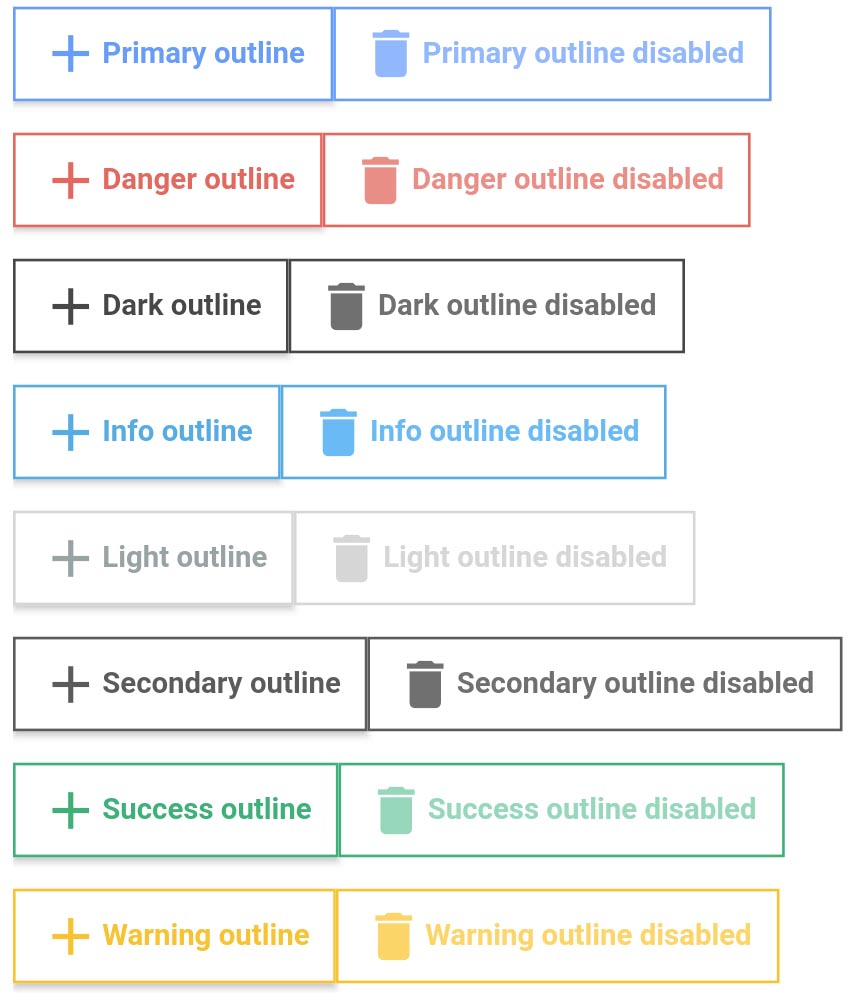 Primary outline Primary outline disabled
Danger outline Danger outline disabled
Dark outline Dark outline disabled
Info outline Info outline disabled
Light outline Light outline disabled
Secondary outline Secondary outline disabled
Success outline Success outline disabled
Warning outline Warning outline disabled